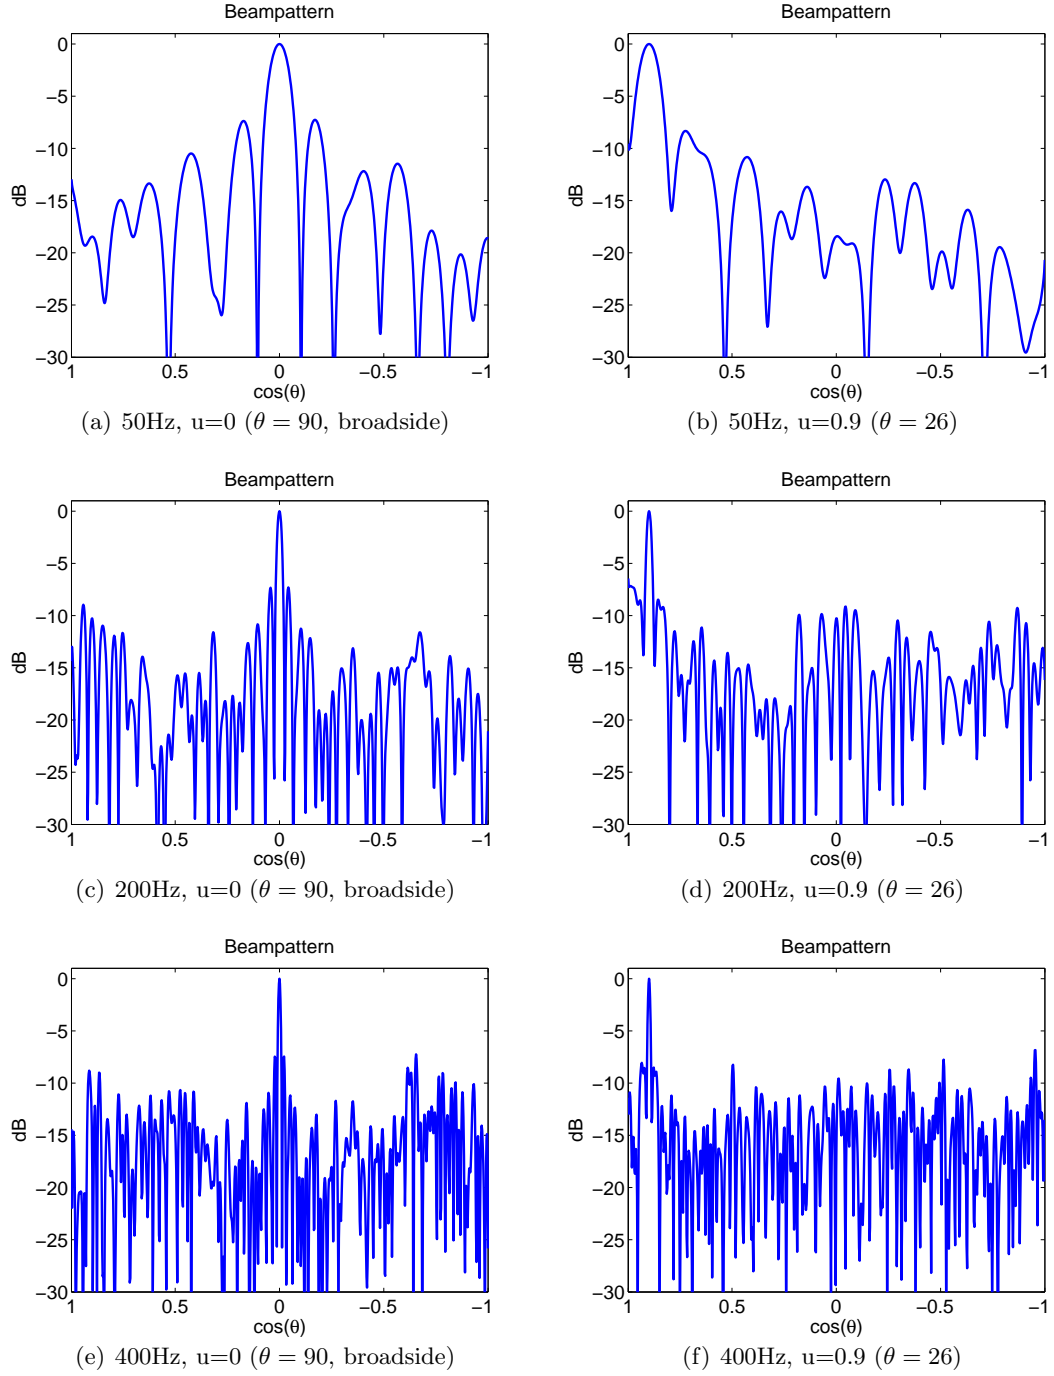 Beampattern
0
−5
−10
−15
−20
−25
−30
dB
1 0.5 0 −0.5 −1
cos(θ)
(a) 50Hz, u=0 (θ = 90, broadside)
Beampattern
0
−5
−10
−15
−20
−25
−30
dB
1 0.5 0 −0.5 −1
cos(θ)
(b) 50Hz, u=0.9 (θ = 26)
Beampattern
0
−5
−10
−15
−20
−25
−30
dB
1 0.5 0 −0.5 −1
cos(θ)
(c) 200Hz, u=0 (θ = 90, broadside)
Beampattern
0
−5
−10
−15
−20
−25
−30
dB
1 0.5 0 −0.5 −1
cos(θ)
(d) 200Hz, u=0.9 (θ = 26)
Beampattern
0
−5
−10
−15
−20
−25
−30
dB
1 0.5 0 −0.5 −1
cos(θ)
(e) 400Hz, u=0 (θ = 90, broadside)
Beampattern
0
−5
−10
−15
−20
−25
−30
dB
1 0.5 0 −0.5 −1
cos(θ)
(f) 400Hz, u=0.9 (θ = 26)